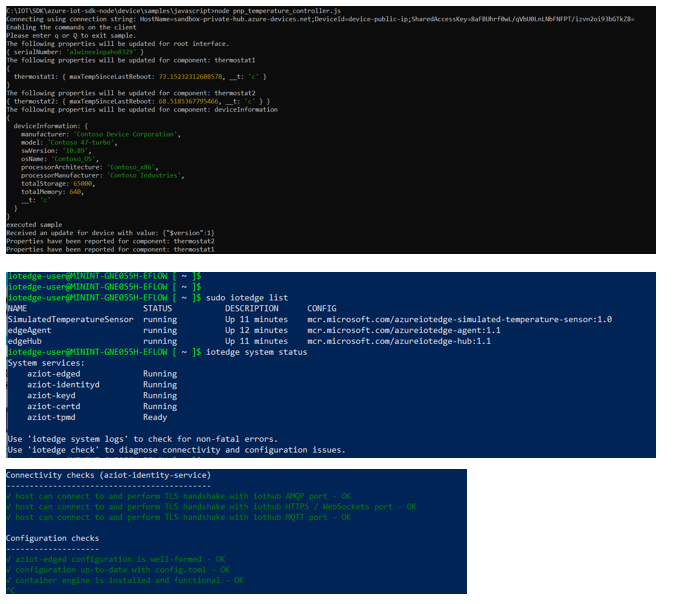 C:\IOT\SDK\azure-iot-sdk-node\device\samples\javascript>node pnp_temperature_controller.js
Connecting using connection string: HostName=sandbox-private-hub.azure-devices.net;DeviceId=device-public-ip;SharedAccessKey=
Enabling the commands on the client
Please enter q or Q to exit sample.
The following properties will be updated for root interface.
{ serialNumber: 'alwinexlepaho8329' }
The following properties will be updated for component: thermostat1
{
thermostat1: { maxTempSinceLastReboot: 73.15232312608578, __t: 'c' }
}
The following properties will be updated for component: thermostat2
{ thermostat2: { maxTempSinceLastReboot: 68.5185367795466, __t: 'c' } }
The following properties will be updated for component: deviceInformation
{
deviceInformation: {
manufacturer: 'Contoso Device Corporation',
model: 'Contoso 47-turbo',
swVersion: '10.89',
osName: 'Contoso_OS',
processorArchitecture: 'Contoso_x86',
processorManufacturer: 'Contoso Industries',
totalStorage: 65000,
totalMemory: 640,
__t: 'c'
}
}
executed sample
Received an update for device with value: {"$version":1}
Properties have been reported for component: thermostat2
Properties have been reported for component: thermostat1
iotedge-user@MININT-GNE055H-EFLOW [ ~ ]$
iotedge-user@MININT-GNE055H-EFLOW [ ~ ]$
iotedge-user@MININT-GNE055H-EFLOW [ ~ ]$ sudo iotedge list
NAME STATUS DESCRIPTION CONFIG
SimulatedTemperatureSensor running Up 11 minutes mcr.microsoft.com/azureiotedge-simulated-temperature-sensor:1.0
edgeAgent running Up 12 minutes mcr.microsoft.com/azureiotedge-agent:1.1
edgeHub running Up 11 minutes mcr.microsoft.com/azureiotedge-hub:1.1
iotedge-user@MININT-GNE055H-EFLOW [ ~ ]$ iotedge system status
System services:
aziot-edged Running
aziot-identityd Running
aziot-keyd Running
aziot-certd Running
aziot-tpmd Ready
Use 'iotedge system logs' to check for non-fatal errors.
Use 'iotedge check' to diagnose connectivity and configuration issues.
Connectivity checks (aziot-identity-service)
-------------------------------------------
√ host can connect to and perform TLS handshake with iothub AMQP port - OK
√ host can connect to and perform TLS handshake with iothub HTTPS / WebSockets port - OK
√ host can connect to and perform TLS handshake with iothub MQTT port - OK
Configuration checks
--------------------
√ aziot-edged configuration is well-formed - OK
√ configuration up-to-date with config.toml - OK
√ container engine is installed and functional - OK
^C